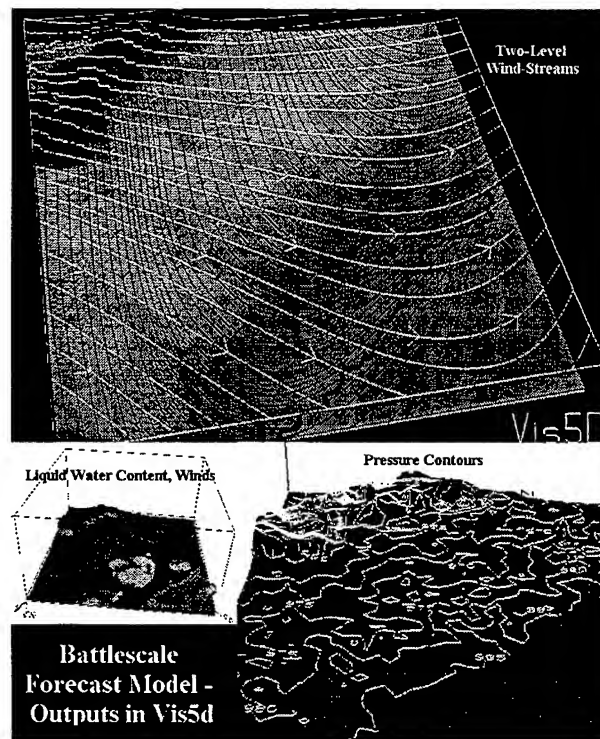 Two-Level
Wind-Streams
Vis5D
Liquid Water Content, Winds
Pressure Contours
Battlescale
Forecast Model -
Outputs in Vis5d